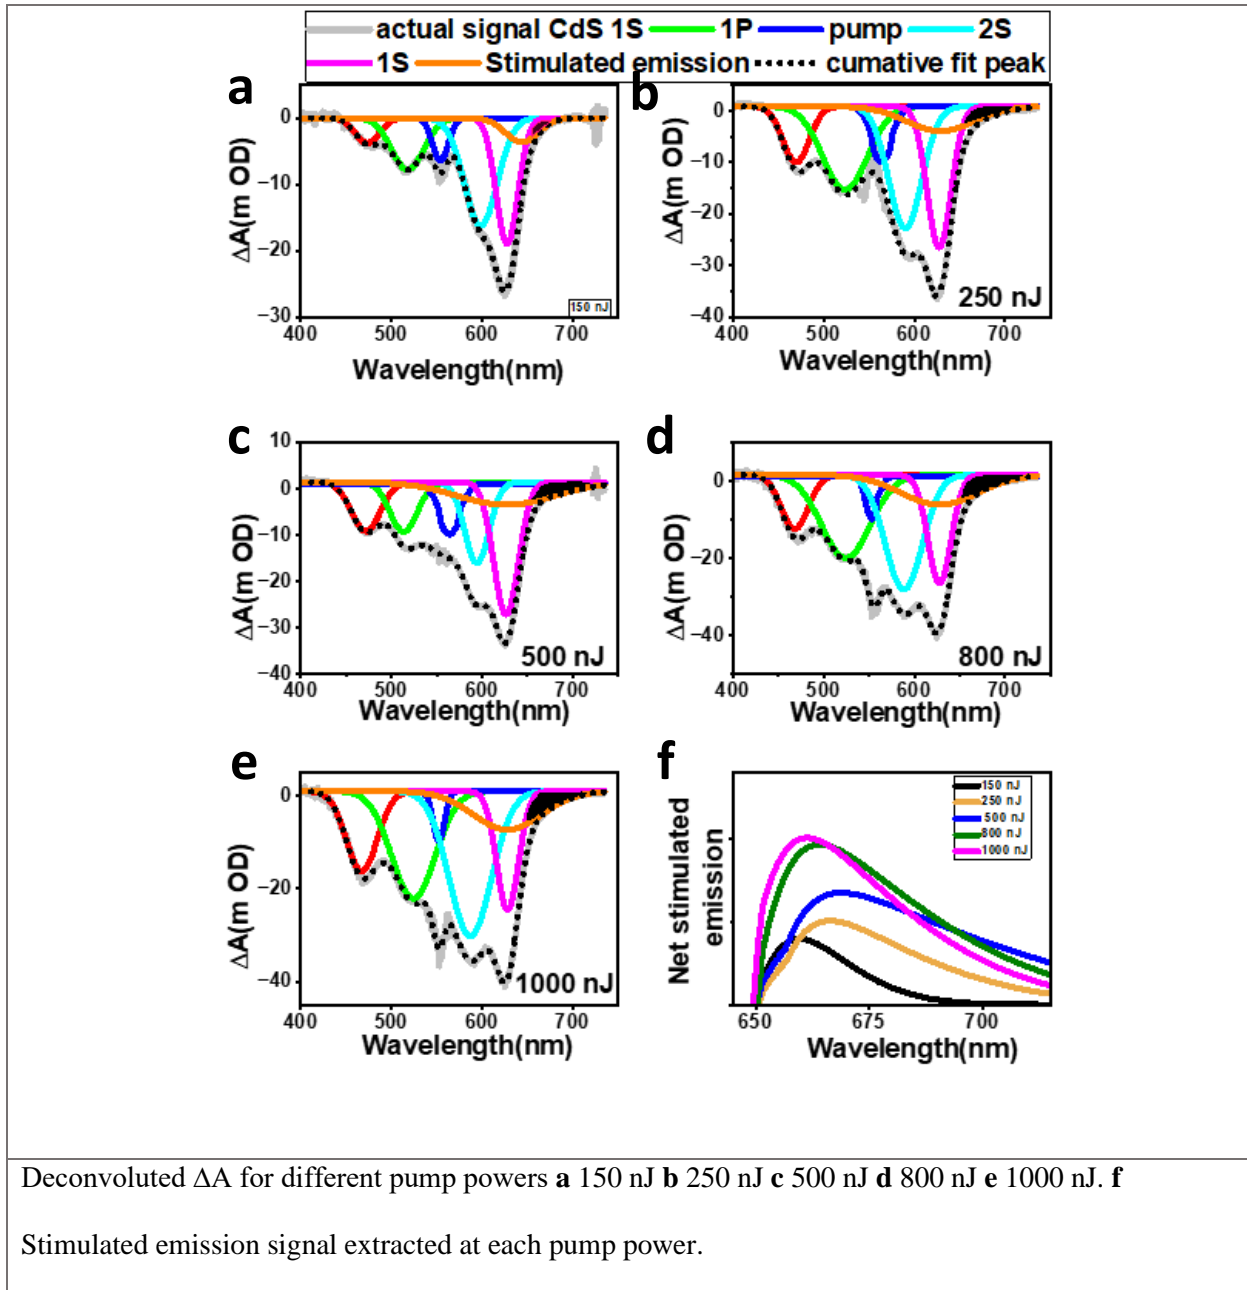 actual signal CdS 1S 1P pump 2S
1S Stimulated emission cumative fit peak
a
ΔA(m OD)
0
−10
−20
−30
400 500 600 700
Wavelength(nm)
150 nJ
b
ΔA(m OD)
0
−10
−20
−30
−40
400 500 600 700
Wavelength(nm)
250 nJ
c
ΔA(m OD)
10
0
−10
−20
−30
−40
400 500 600 700
Wavelength(nm)
500 nJ
d
ΔA(m OD)
0
−20
−40
400 500 600 700
Wavelength(nm)
800 nJ
e
ΔA(m OD)
0
−20
−40
400 500 600 700
Wavelength(nm)
1000 nJ
f
Net stimulated
emission
150 nJ
250 nJ
500 nJ
800 nJ
1000 nJ
650 675 700
Wavelength(nm)
Deconvoluted ΔA for different pump powers a 150 nJ b 250 nJ c 500 nJ d 800 nJ e 1000 nJ. f
Stimulated emission signal extracted at each pump power.